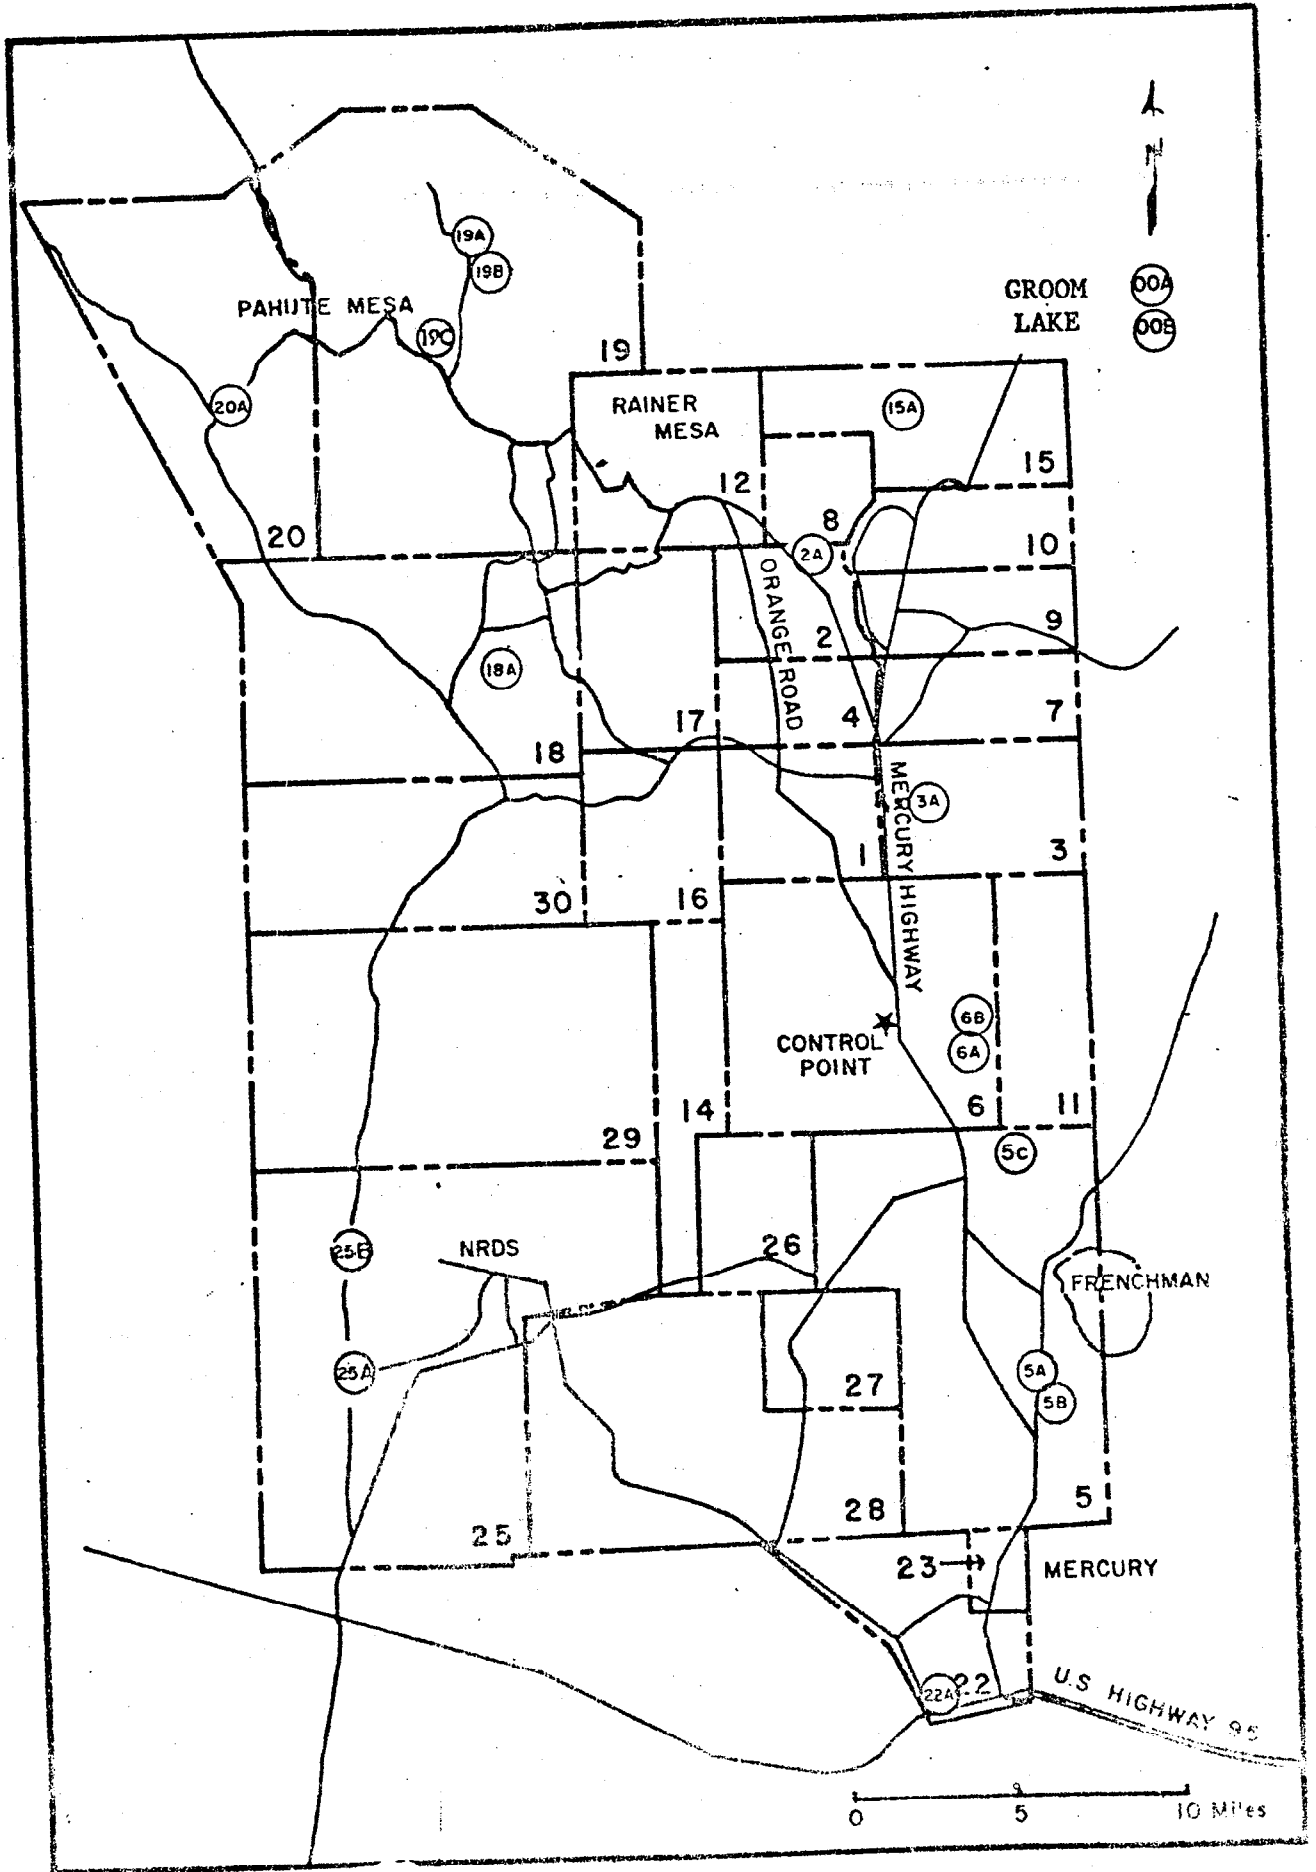 N
19A
19B
GROOM
LAKE
00A
00B
PAHUTE MESA
19C
19
20A
RAINER
MESA
15A
15
12
8
20
2A
10
ORANGE ROAD
9
2
18A
17
4
7
18
MERCURY HIGHWAY
3A
1
3
30
16
6B
CONTROL
POINT
6A
14
6
11
29
5C
25B
NRDS
26
FRENCHMAN
25A
5A
27
5B
28
5
25
23
MERCURY
22A
22
U.S HIGHWAY 95
0
5
10 Miles